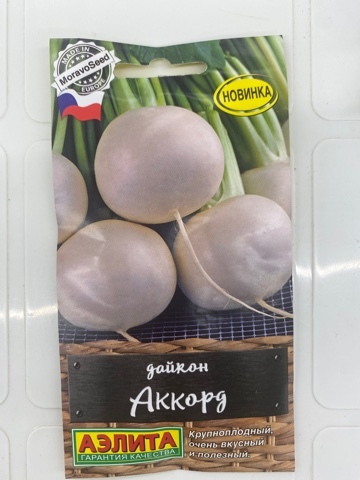 MADE IN
MoravoSeed
EUROPE
НОВИНКА
дайкон
Аккорд
АЭЛИТА
ГАРАНТИЯ КАЧЕСТВА
Крупноплодный,
очень вкусный
и полезный.